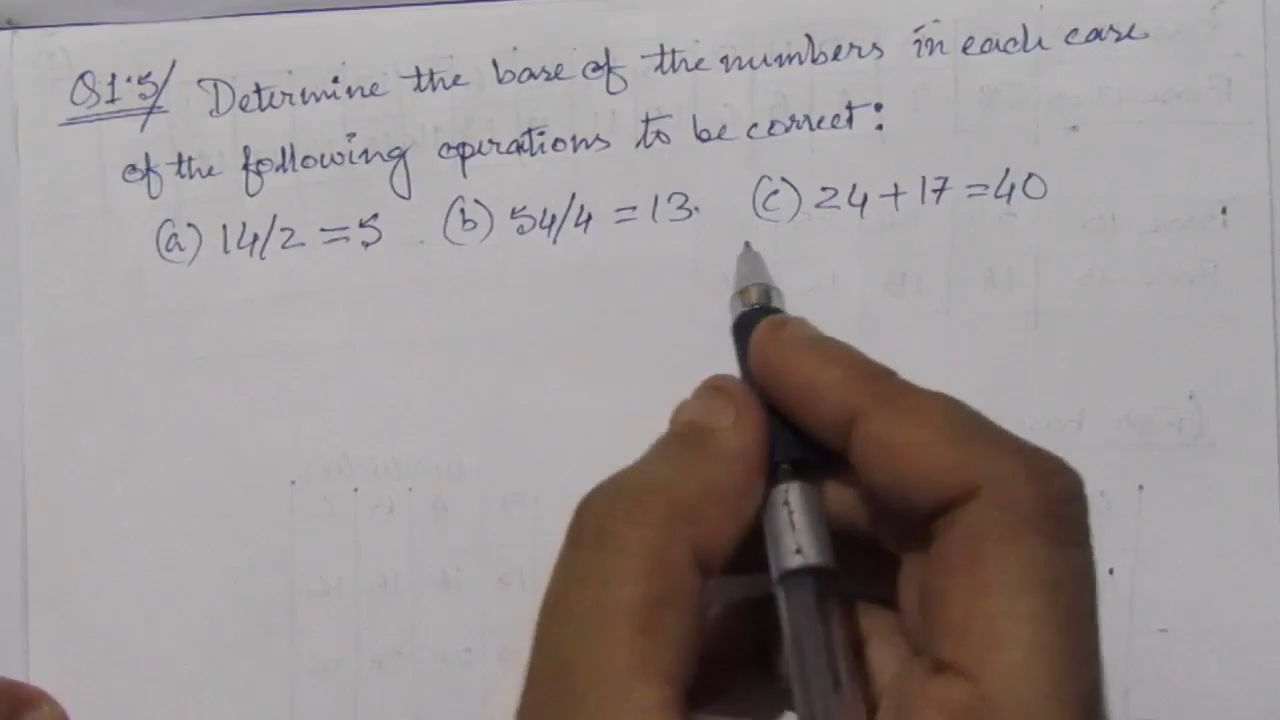 Q1.5/ Determine the base of the numbers in each case
of the following operations to be correct:
(a) 14/2 = 5 (b) 54/4 = 13. (c) 24 + 17 = 40